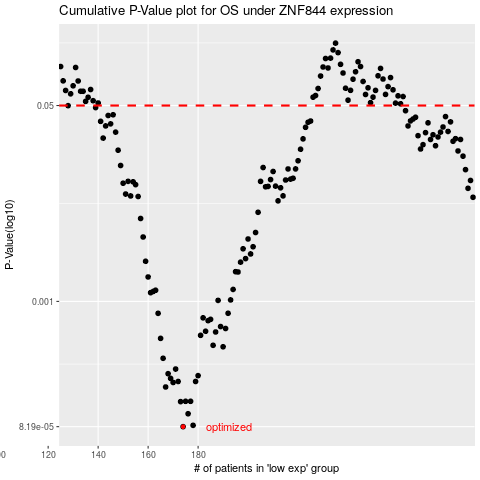 Cumulative P-Value plot for OS under ZNF844 expression
P-Value(log10)
0.05
0.001
8.19e-05
optimized
00 120 140 160 180
# of patients in 'low exp' group